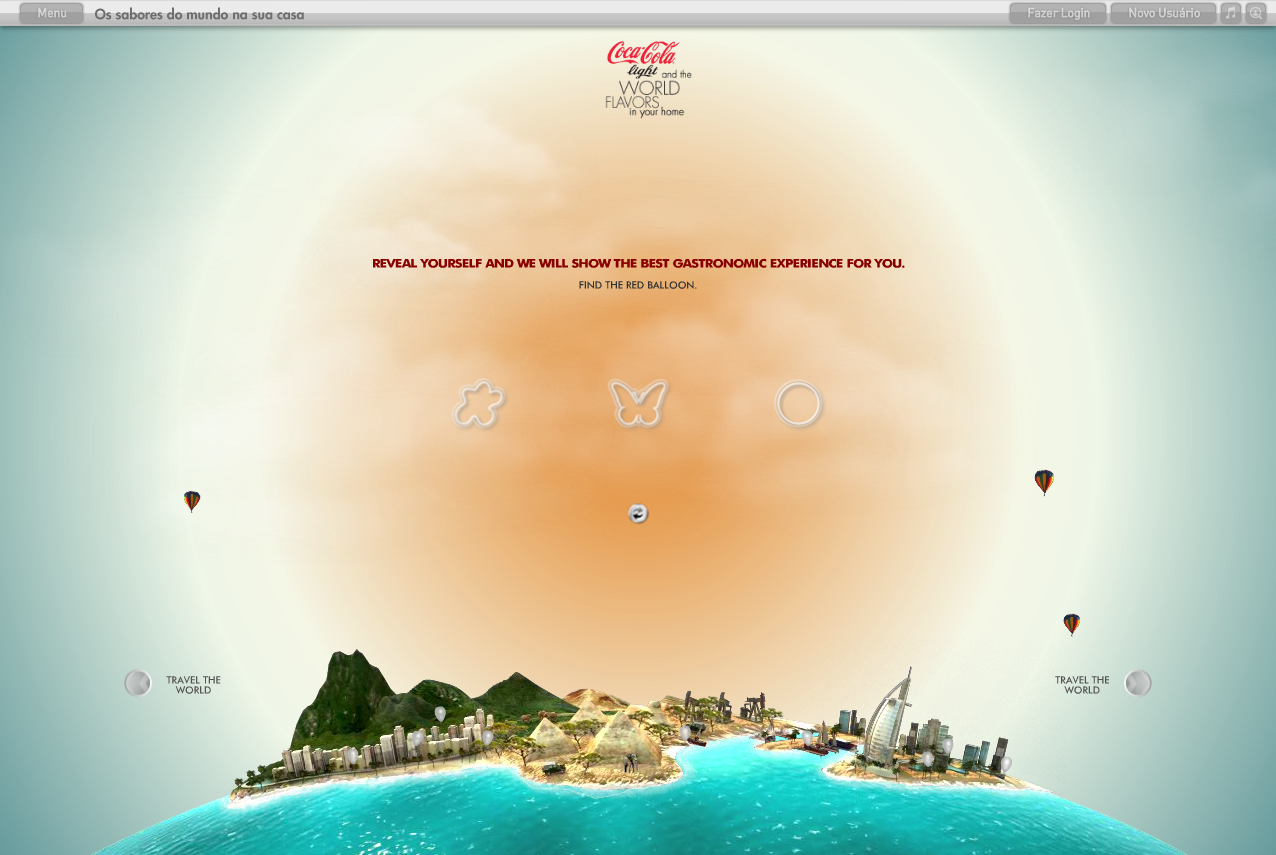 Menu
Os sabores do mundo na sua casa
Fazer Login
Novo Usuário
Coca-Cola
light and the
WORLD
FLAVORS
in your home
REVEAL YOURSELF AND WE WILL SHOW THE BEST GASTRONOMIC EXPERIENCE FOR YOU.
FIND THE RED BALLOON.
TRAVEL THE
WORLD
TRAVEL THE
WORLD